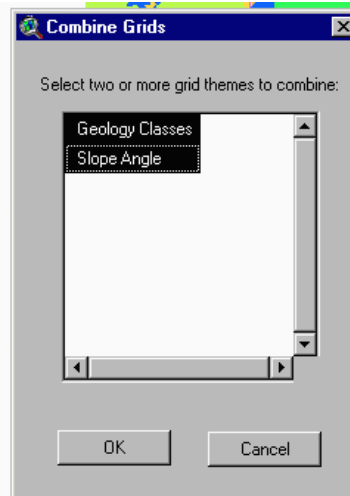 Combine Grids
Select two or more grid themes to combine:
Geology Classes
Slope Angle
OK
Cancel